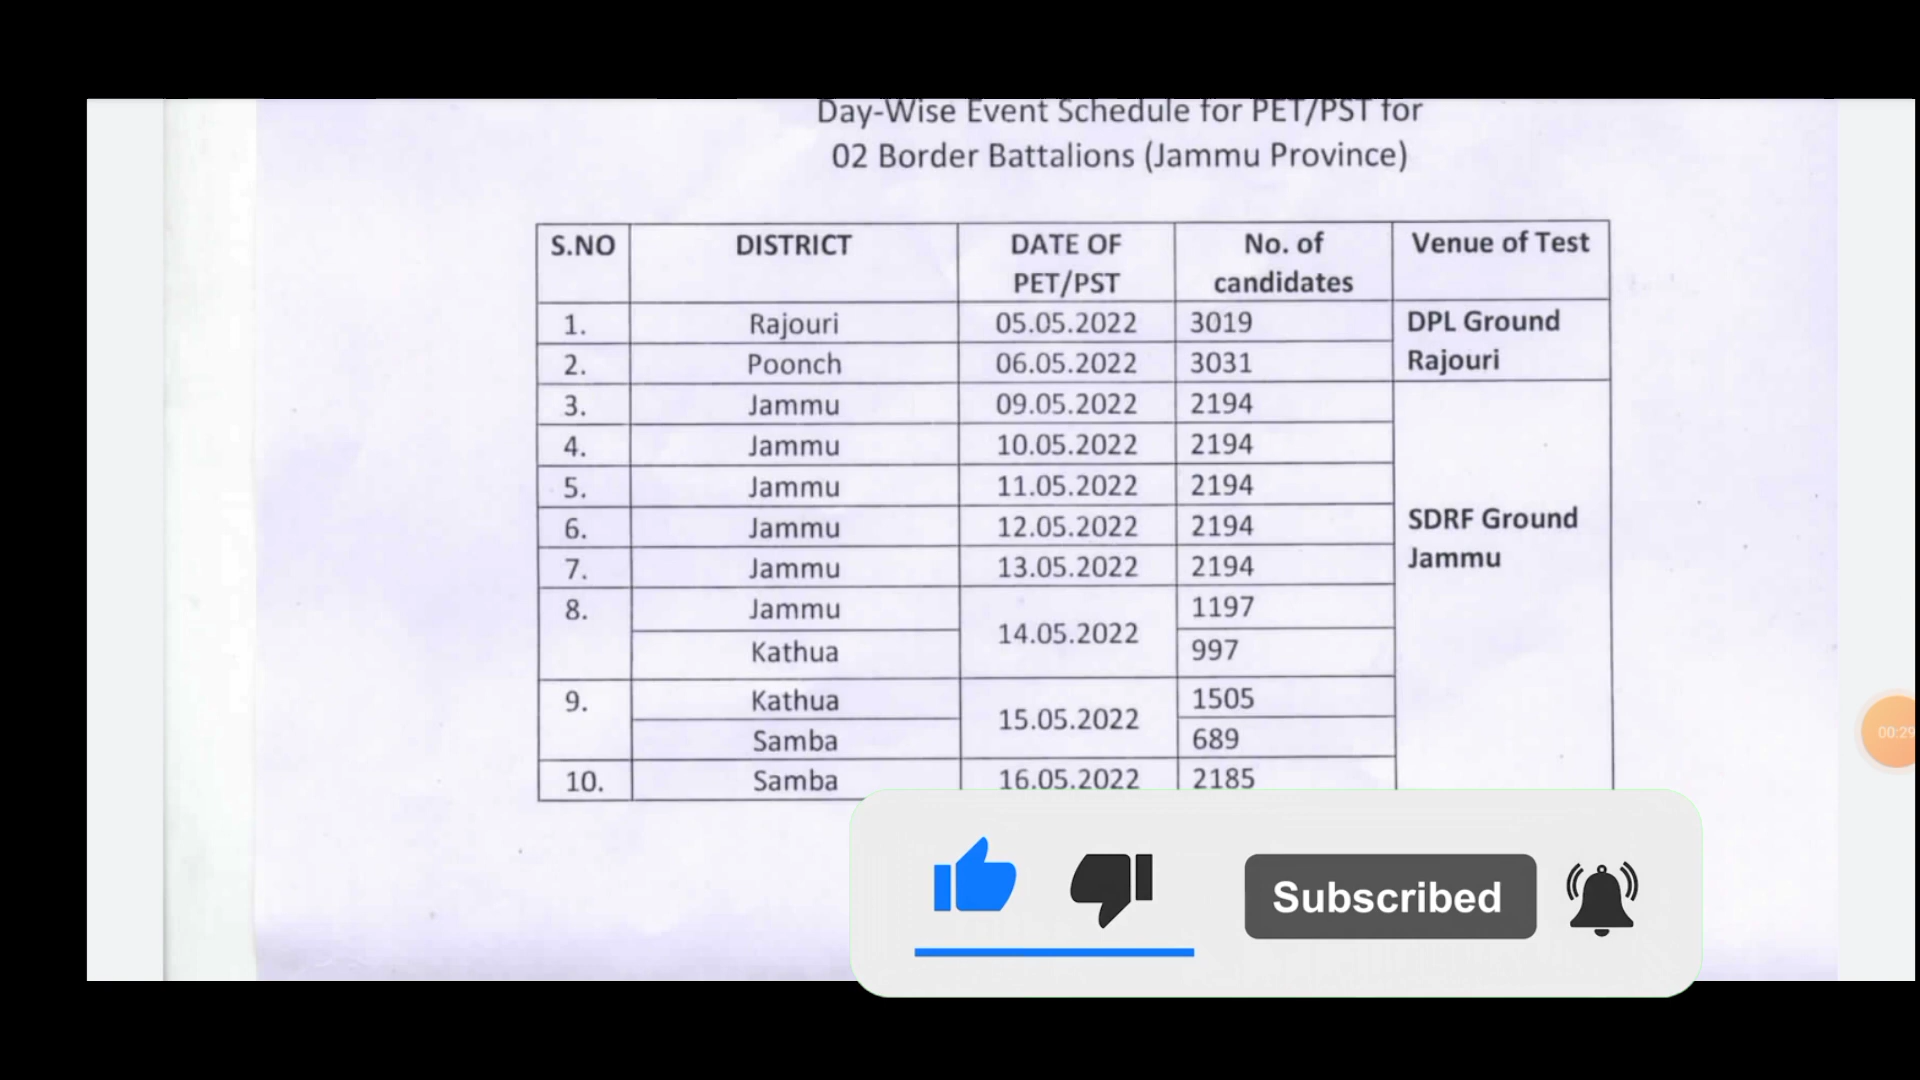 Day-Wise Event Schedule for PET/PST for
02 Border Battalions (Jammu Province)
S.NO DISTRICT DATE OF PET/PST No. of candidates Venue of Test
1. Rajouri 05.05.2022 3019 DPL Ground Rajouri
2. Poonch 06.05.2022 3031
3. Jammu 09.05.2022 2194 SDRF Ground Jammu
4. Jammu 10.05.2022 2194
5. Jammu 11.05.2022 2194
6. Jammu 12.05.2022 2194
7. Jammu 13.05.2022 2194
8. Jammu 14.05.2022 1197
Kathua 997
9. Kathua 15.05.2022 1505
Samba 689
10. Samba 16.05.2022 2185
Subscribed
00:29